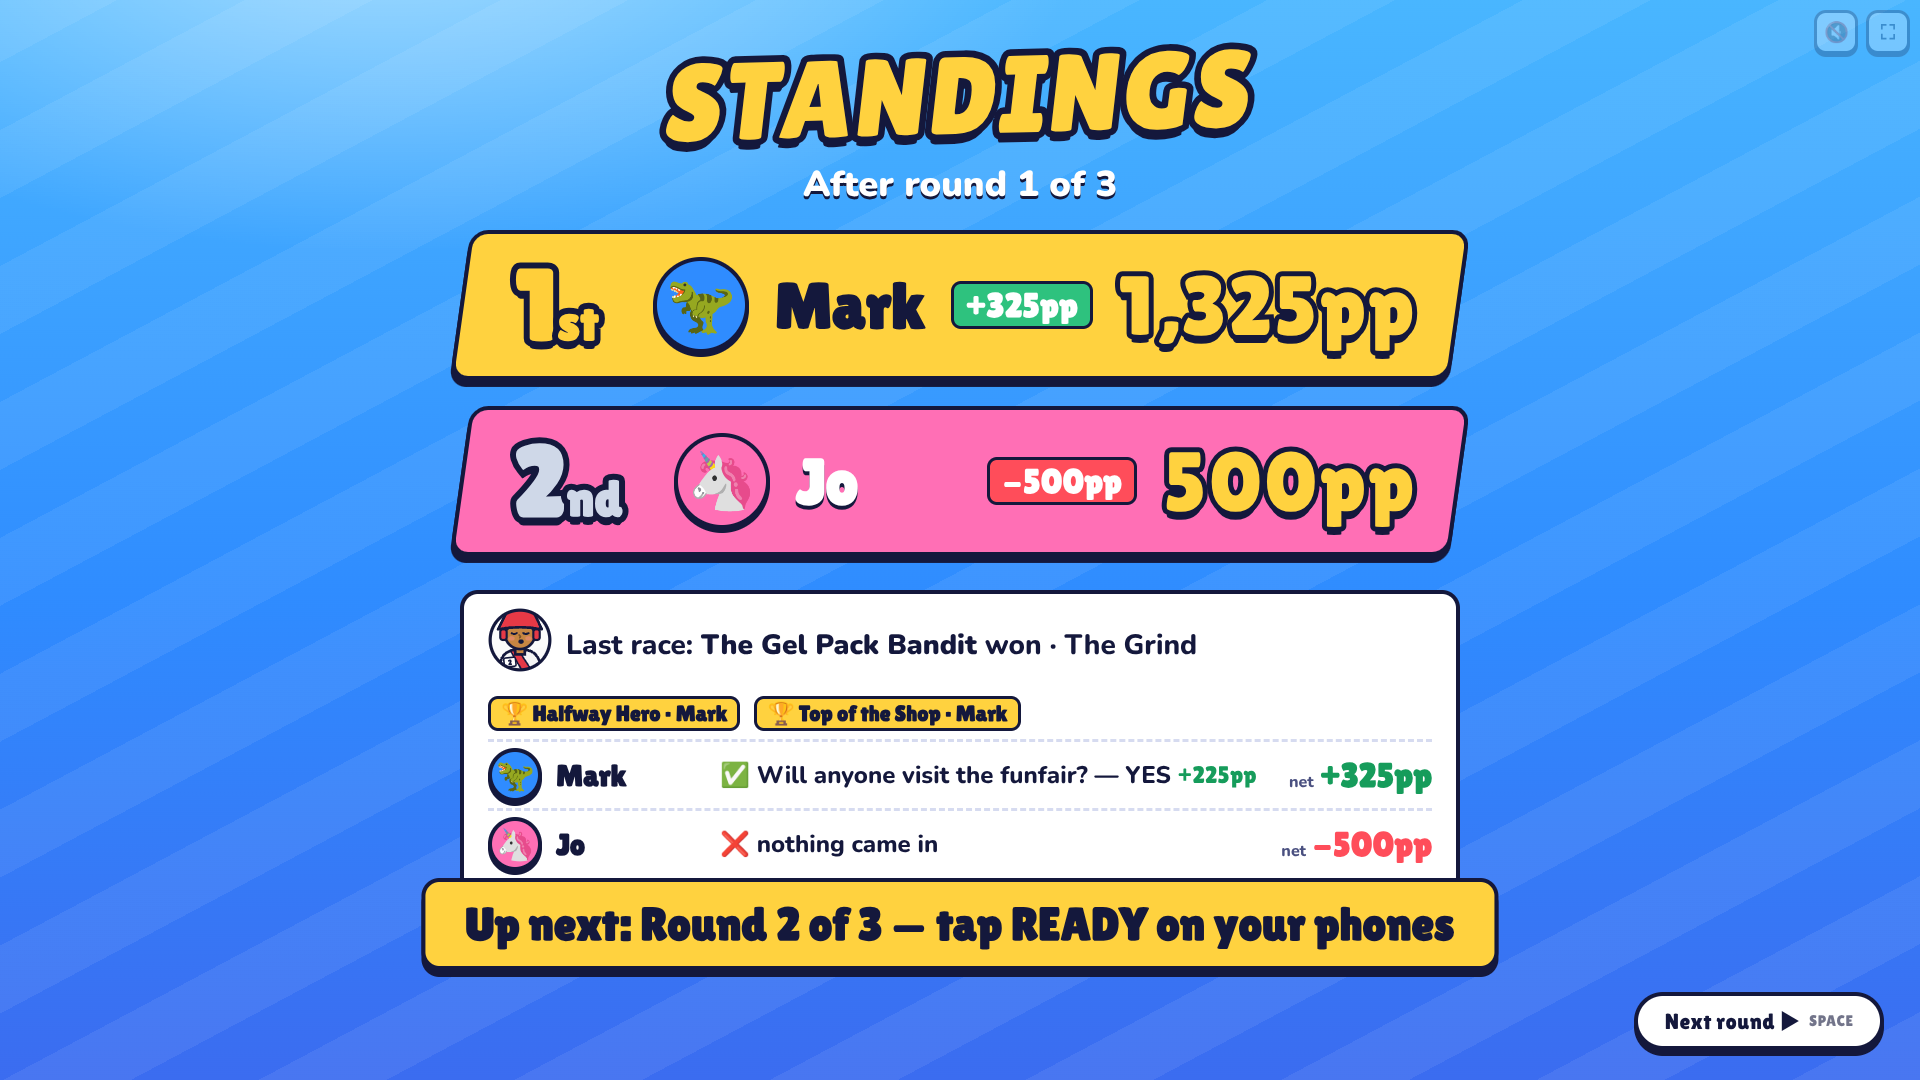 STANDINGS
After round 1 of 3
1st Mark +325pp 1,325pp
2nd Jo −500pp 500pp
Last race: The Gel Pack Bandit won · The Grind
🏆 Halfway Hero · Mark 🏆 Top of the Shop · Mark
Mark ✅ Will anyone visit the funfair? — YES +225pp net +325pp
Jo ❌ nothing came in net −500pp
Up next: Round 2 of 3 — tap READY on your phones
Next round ▶ SPACE